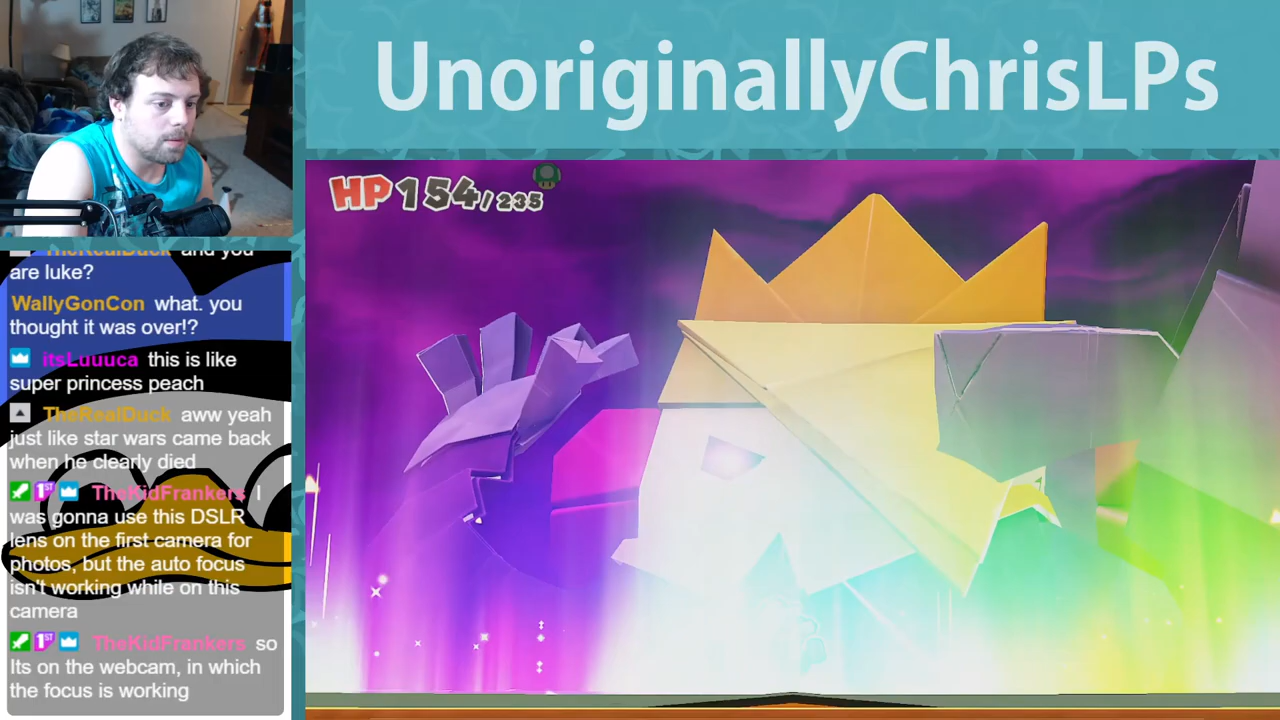 UnoriginallyChrisLPs
HP 154/235
TheRealDuck and you
are luke?
WallyGonCon what. you
thought it was over!?
itsLuuuca this is like
super princess peach
TheRealDuck aww yeah
just like star wars came back
when he clearly died
1ST TheKidFrankers I
was gonna use this DSLR
lens on the first camera for
photos, but the auto focus
isn't working while on this
camera
1ST TheKidFrankers so
Its on the webcam, in which
the focus is working